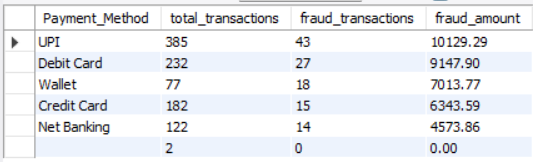 Payment_Method total_transactions fraud_transactions fraud_amount
UPI 385 43 10129.29
Debit Card 232 27 9147.90
Wallet 77 18 7013.77
Credit Card 182 15 6343.59
Net Banking 122 14 4573.86
2 0 0.00